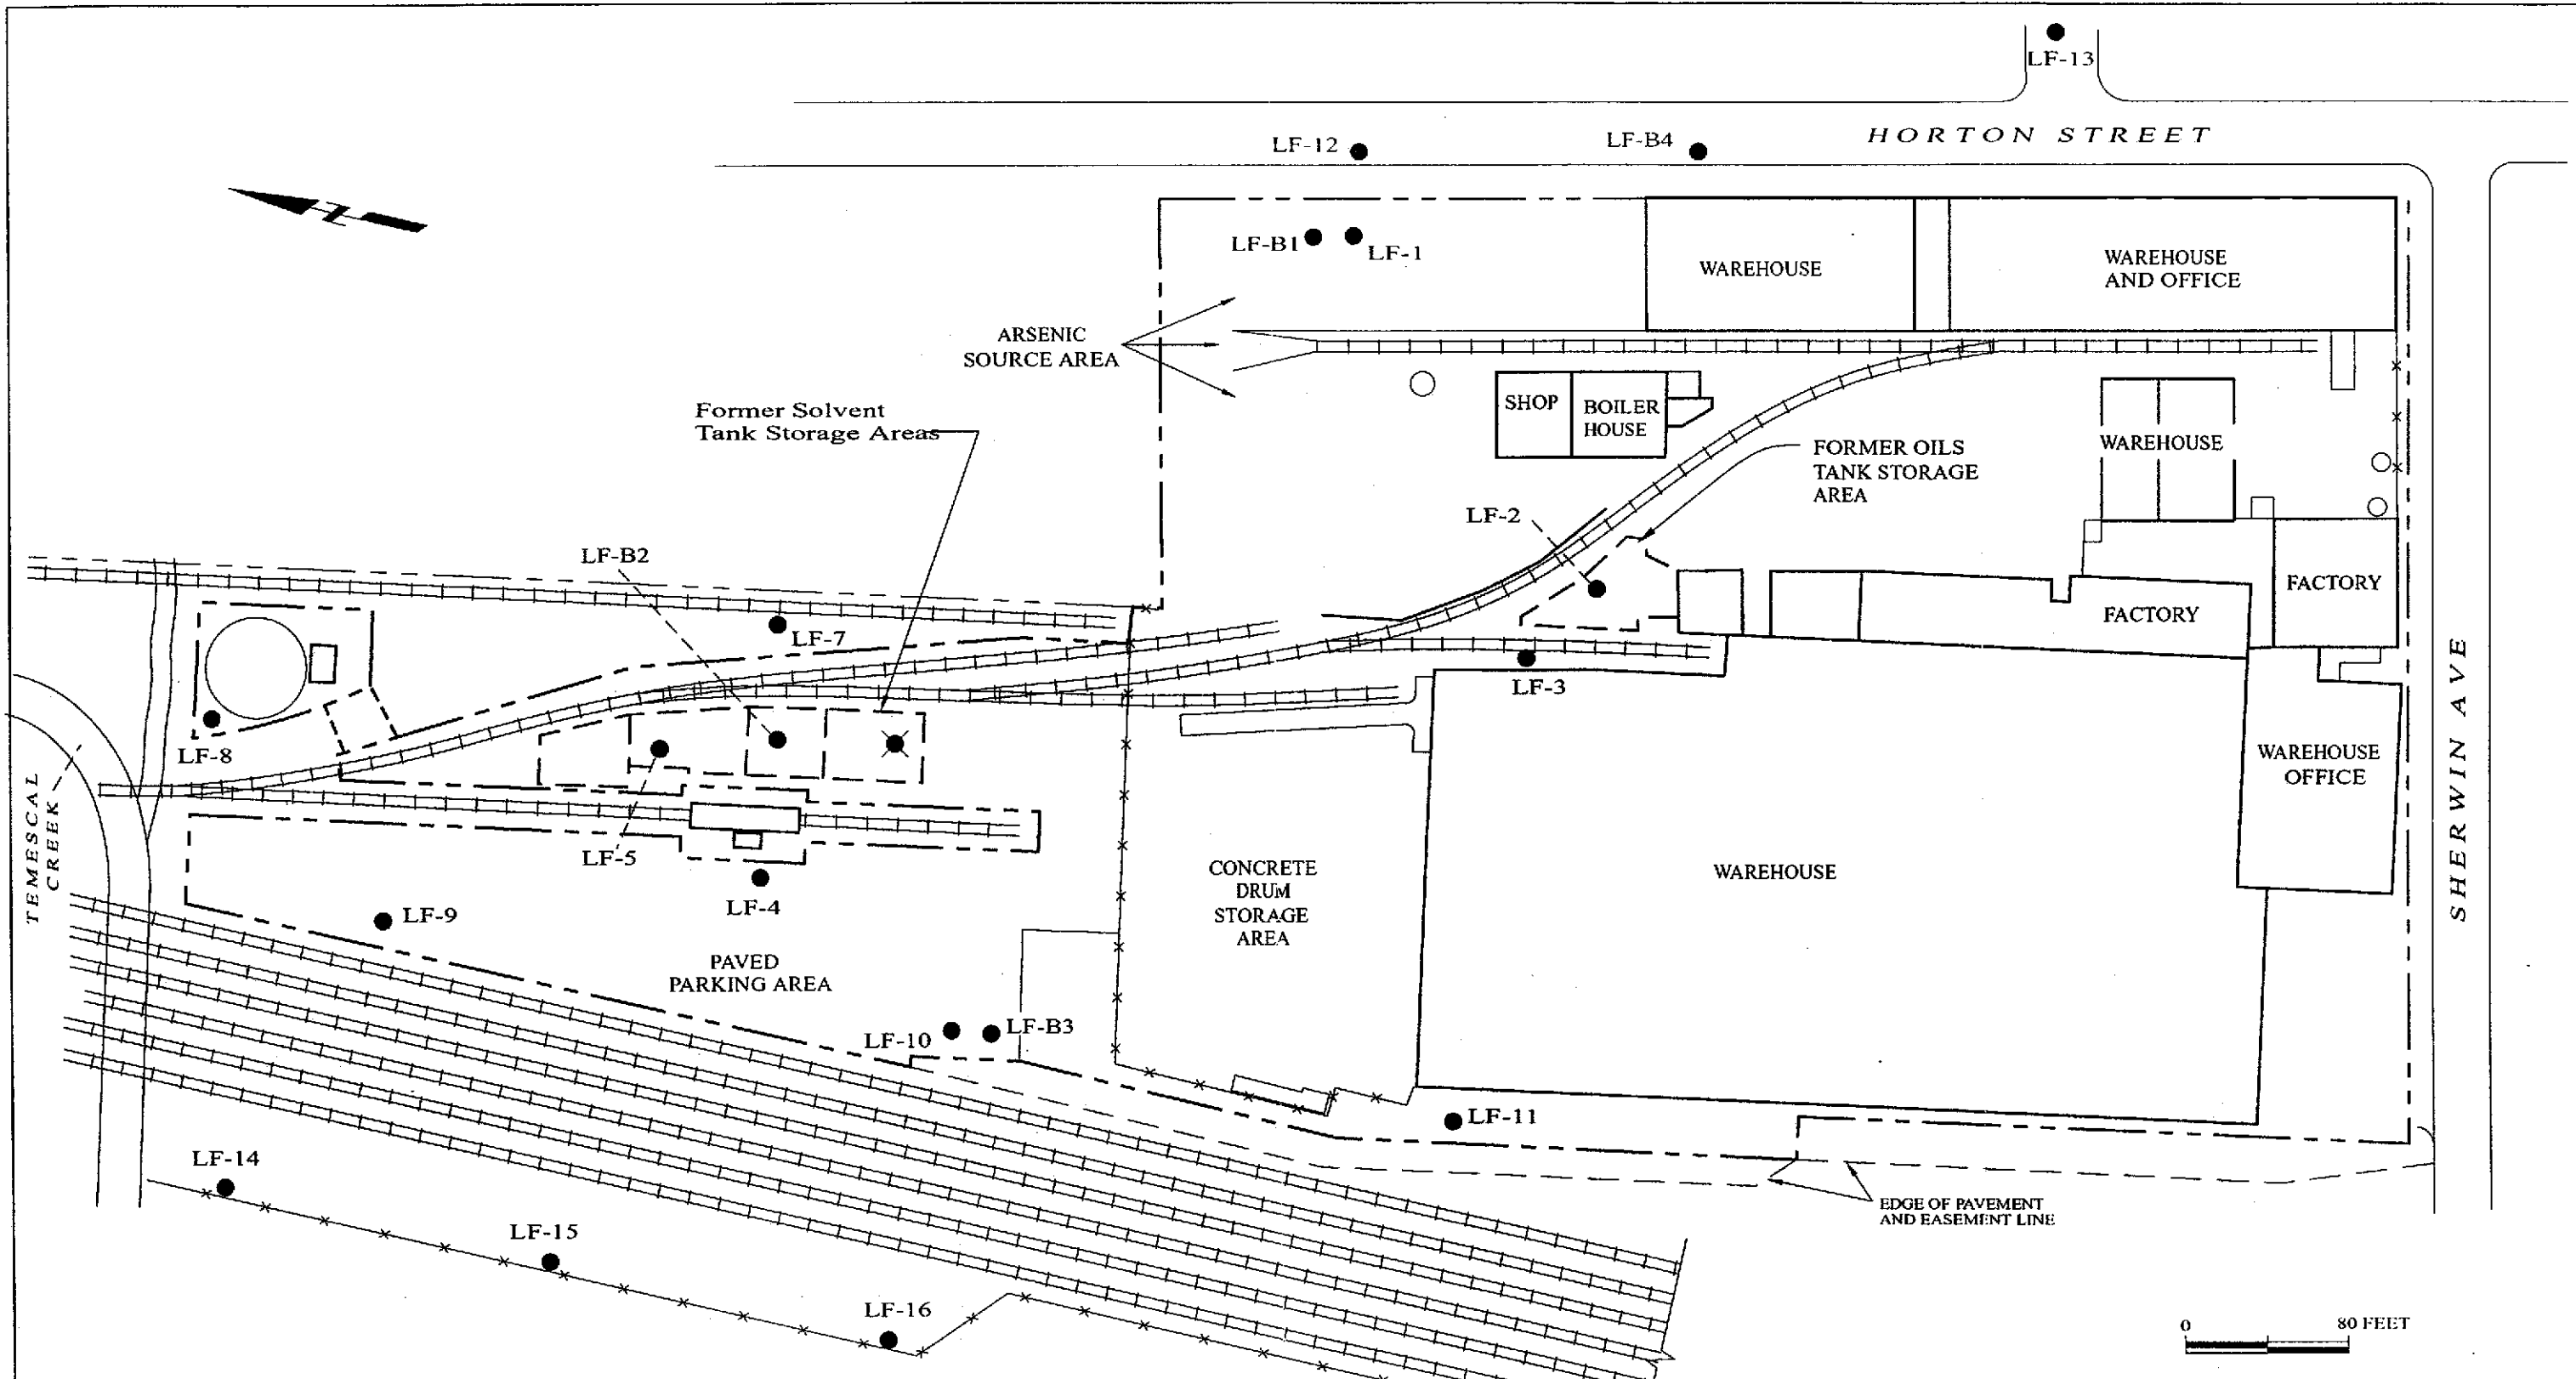 LF-13
HORTON STREET
LF-12
LF-B4
LF-B1
LF-1
WAREHOUSE
WAREHOUSE
AND OFFICE
Z
ARSENIC
SOURCE AREA
SHOP
BOILER
HOUSE
Former Solvent
Tank Storage Areas
FORMER OILS
TANK STORAGE
AREA
WAREHOUSE
LF-2
LF-B2
FACTORY
FACTORY
LF-7
LF-3
LF-8
WAREHOUSE
OFFICE
SHERWIN AVE
TEMESCAL
CREEK
LF-5
LF-4
LF-9
CONCRETE
DRUM
STORAGE
AREA
WAREHOUSE
PAVED
PARKING AREA
LF-10
LF-B3
LF-11
LF-14
LF-15
LF-16
EDGE OF PAVEMENT
AND EASEMENT LINE
0 80 FEET